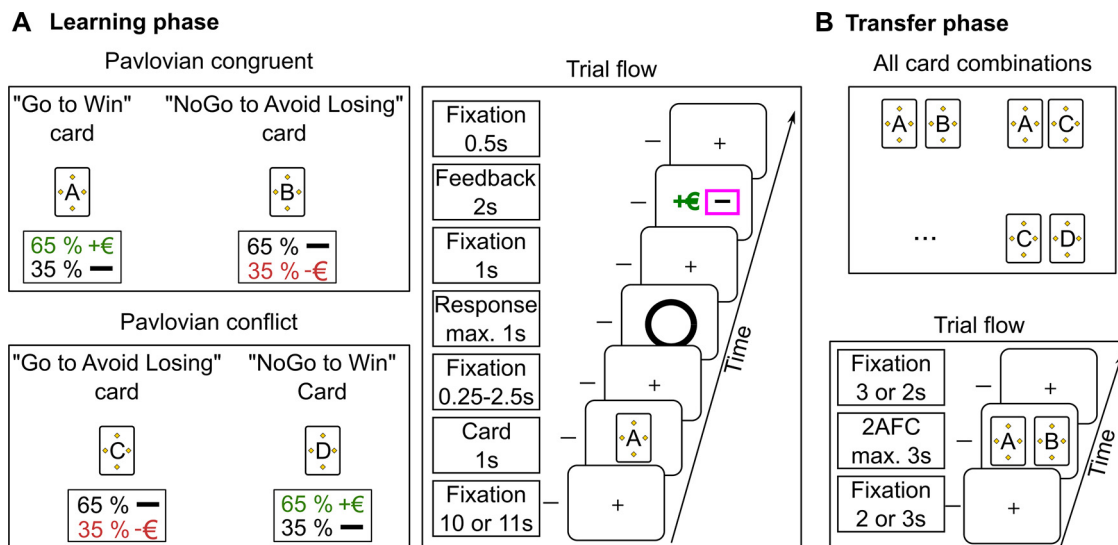 A Learning phase
Pavlovian congruent
"Go to Win"
card
A
65 % +€
35 % —
"NoGo to Avoid Losing"
card
B
65 % —
35 % -€
Pavlovian conflict
"Go to Avoid Losing"
card
C
65 % —
35 % -€
"NoGo to Win"
Card
D
65 % +€
35 % —
Trial flow
Fixation
0.5s
Feedback
2s
Fixation
1s
Response
max. 1s
Fixation
0.25-2.5s
Card
1s
Fixation
10 or 11s
+
+€ —
+
+
A
+
Time
B Transfer phase
All card combinations
A B A C
... C D
Trial flow
Fixation
3 or 2s
2AFC
max. 3s
Fixation
2 or 3s
+
A B
+
Time